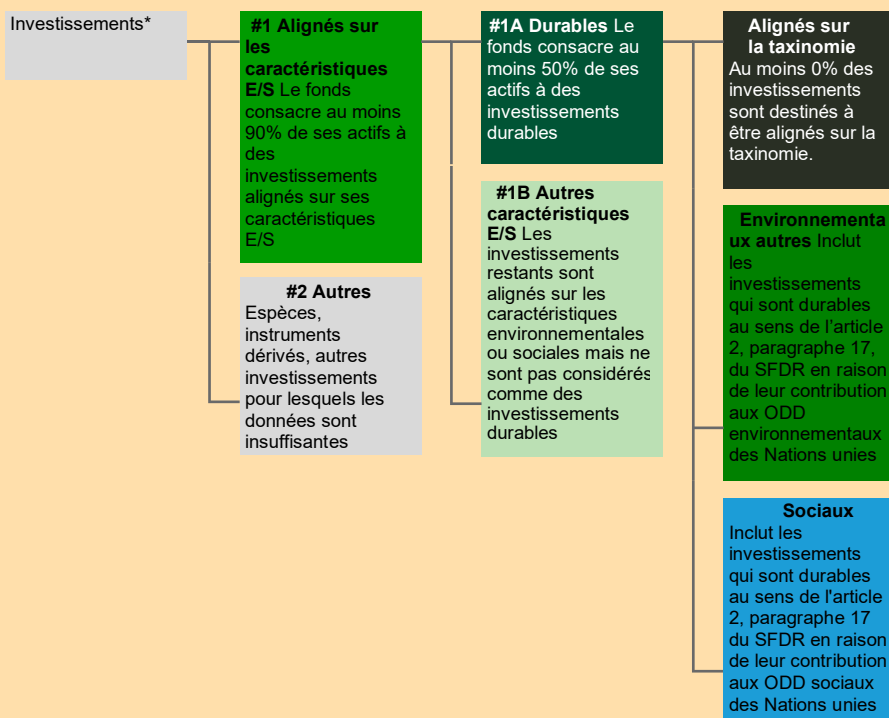 Investissements*
#1 Alignés sur
les
caractéristiques
E/S Le fonds
consacre au moins
90% de ses actifs à
des
investissements
alignés sur ses
caractéristiques
E/S
#2 Autres
Espèces,
instruments
dérivés, autres
investissements
pour lesquels les
données sont
insuffisantes
#1A Durables Le
fonds consacre au
moins 50% de ses
actifs à des
investissements
durables
#1B Autres
caractéristiques
E/S Les
investissements
restants sont
alignés sur les
caractéristiques
environnementales
ou sociales mais ne
sont pas considérés
comme des
investissements
durables
Alignés sur
la taxinomie
Au moins 0% des
investissements
sont destinés à
être alignés sur la
taxinomie.
Environnementa
ux autres Inclut
les
investissements
qui sont durables
au sens de l’article
2, paragraphe 17,
du SFDR en raison
de leur contribution
aux ODD
environnementaux
des Nations unies
Sociaux
Inclut les
investissements
qui sont durables
au sens de l'article
2, paragraphe 17
du SFDR en raison
de leur contribution
aux ODD sociaux
des Nations unies